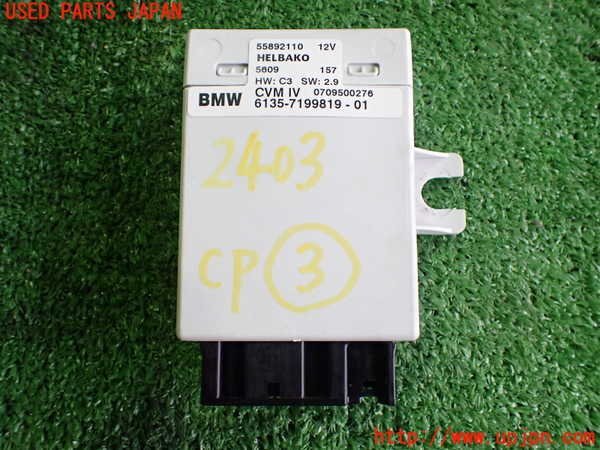 USED PARTS JAPAN
55892110 12V
HELBAKO
5609 157
HW: C3 SW: 2.9
BMW CVM IV 0709500276
6135-7199819-01
2403
CP 3
http://www.upjpn.com/